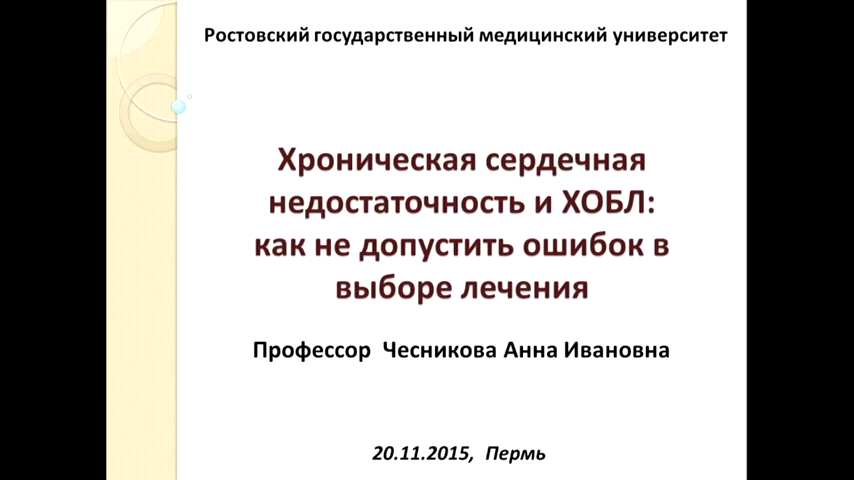 Ростовский государственный медицинский университет
Хроническая сердечная
недостаточность и ХОБЛ:
как не допустить ошибок в
выборе лечения
Профессор Чесникова Анна Ивановна
20.11.2015, Пермь